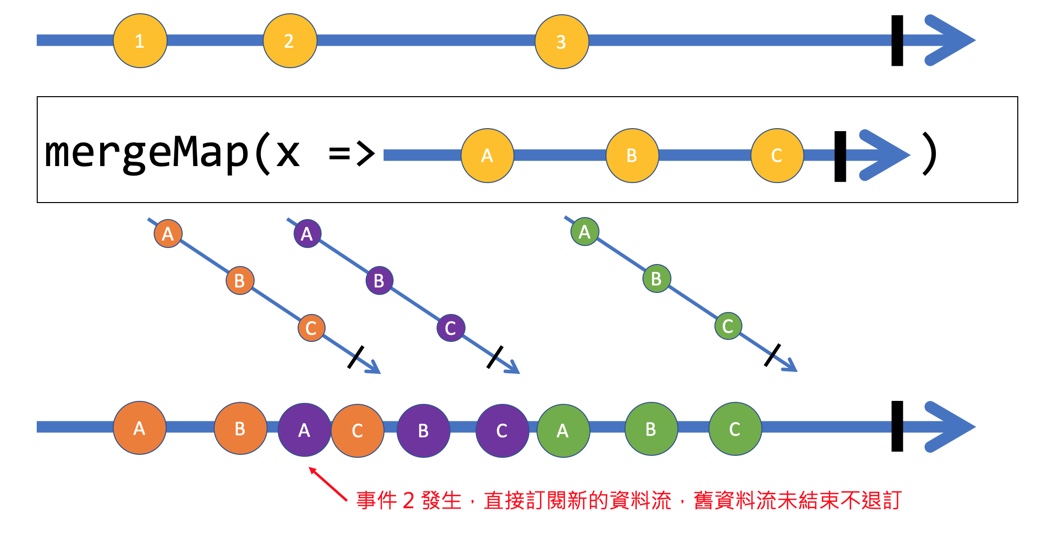 1 2 3
mergeMap(x => A B C )
A A A
B B B
C C C
A B A C B C A B C
事件 2 發生，直接訂閱新的資料流，舊資料流未結束不退訂